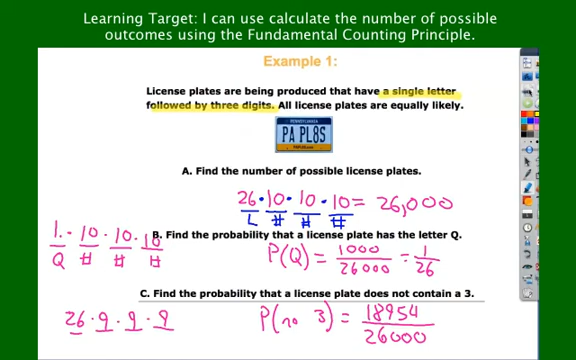 Learning Target: I can use calculate the number of possible
outcomes using the Fundamental Counting Principle.
Example 1:
License plates are being produced that have a single letter
followed by three digits. All license plates are equally likely.
PENNSYLVANIA
PA PL8S
A. Find the number of possible license plates.
26 • 10 • 10 • 10 = 26,000
L # # #
1 • 10 • 10 • 10
Q # # #
B. Find the probability that a license plate has the letter Q.
P(Q) = 1000/26000 = 1/26
C. Find the probability that a license plate does not contain a 3.
26 • 9 • 9 • 9
P(no 3) = 18954/26000